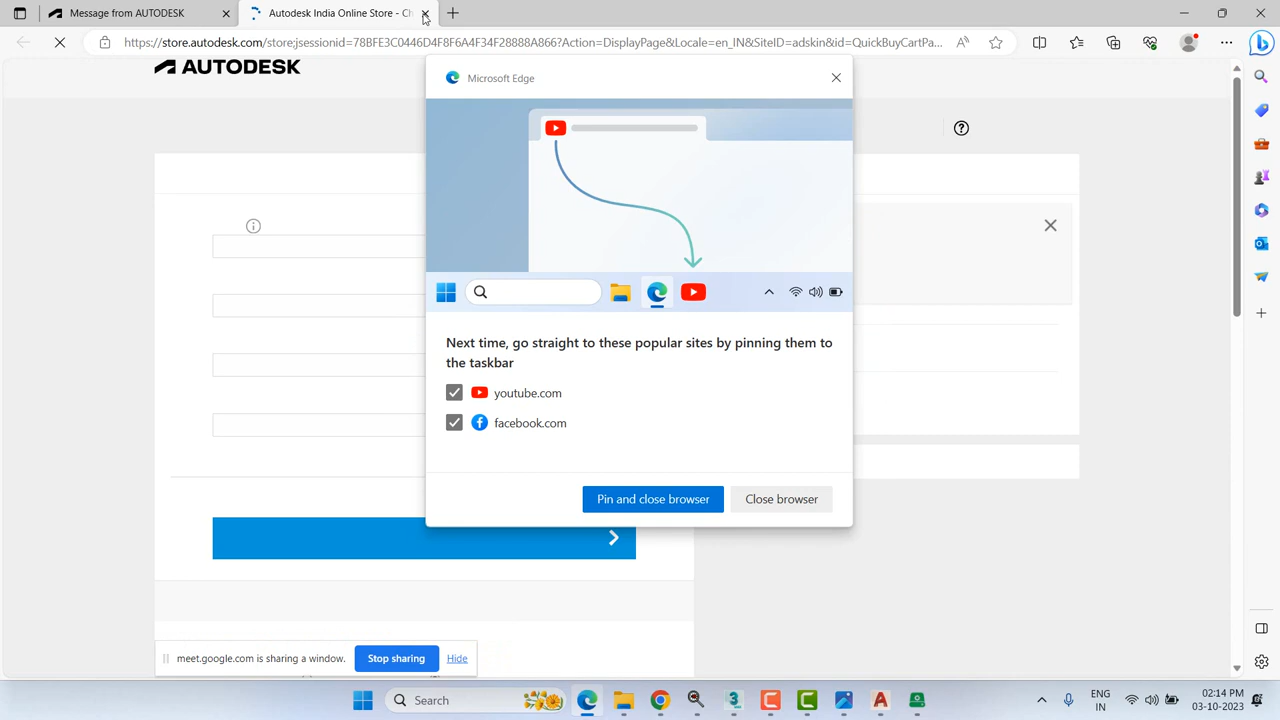 Message from AUTODESK
Autodesk India Online Store - Ch
https://store.autodesk.com/store;jsessionid=78BFE3C0446D4F8F6A4F34F28888A866?Action=DisplayPage&Locale=en_IN&SiteID=adskin&id=QuickBuyCartPa...
AUTODESK
Microsoft Edge
Next time, go straight to these popular sites by pinning them to
the taskbar
youtube.com
facebook.com
Pin and close browser
Close browser
meet.google.com is sharing a window.
Stop sharing
Hide
Search
ENG
IN
02:14 PM
03-10-2023